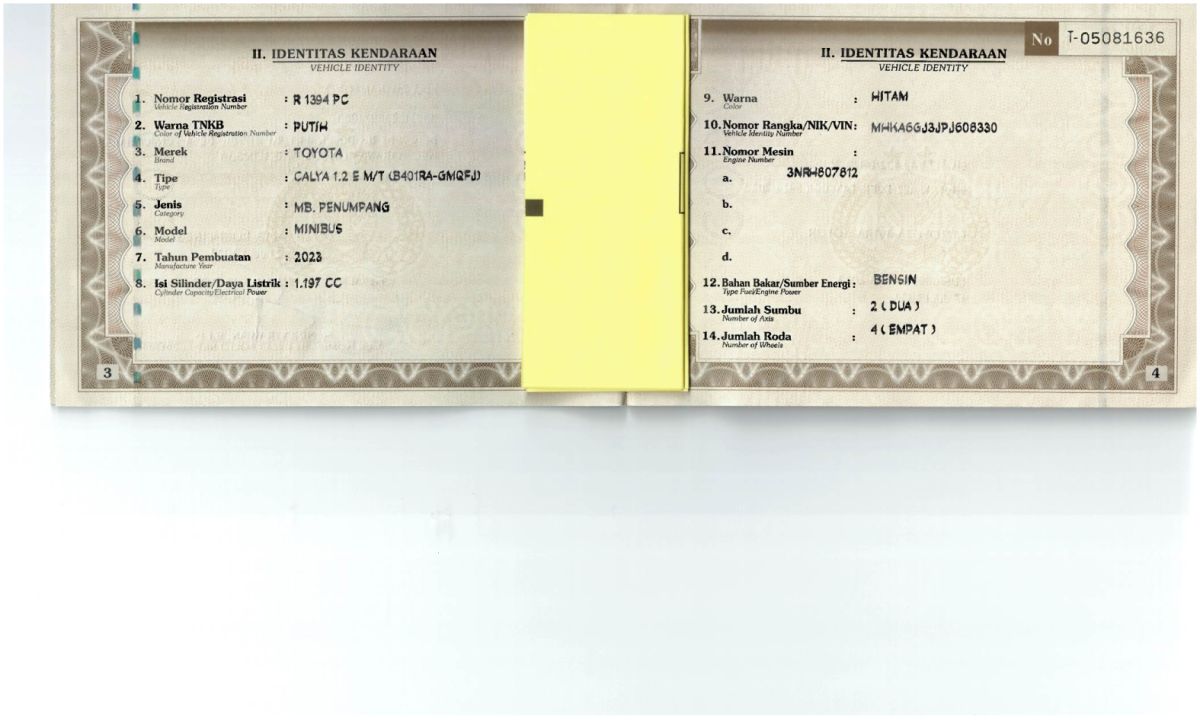 II. IDENTITAS KENDARAAN
VEHICLE IDENTITY
1. Nomor Registrasi : R 1394 PC
Vehicle Registration Number
2. Warna TNKB : PUTIH
Color of Vehicle Registration Number
3. Merek : TOYOTA
Brand
4. Tipe : CALYA 1.2 E M/T (B401RA-GMQFJ)
Type
5. Jenis : MB. PENUMPANG
Category
6. Model : MINIBUS
Model
7. Tahun Pembuatan : 2023
Manufacture Year
8. Isi Silinder/Daya Listrik : 1.197 CC
Cylinder Capacity/Electrical Power
3
No T-05081636
II. IDENTITAS KENDARAAN
VEHICLE IDENTITY
9. Warna : HITAM
Color
10. Nomor Rangka/NIK/VIN : MHKA6GJ3JPJ608330
Vehicle Identity Number
11. Nomor Mesin :
Engine Number
a. 3NRH807812
b.
c.
d.
12. Bahan Bakar/Sumber Energi : BENSIN
Type Fuel/Engine Power
13. Jumlah Sumbu : 2 ( DUA )
Number of Axis
14. Jumlah Roda : 4 ( EMPAT )
Number of Wheels
4